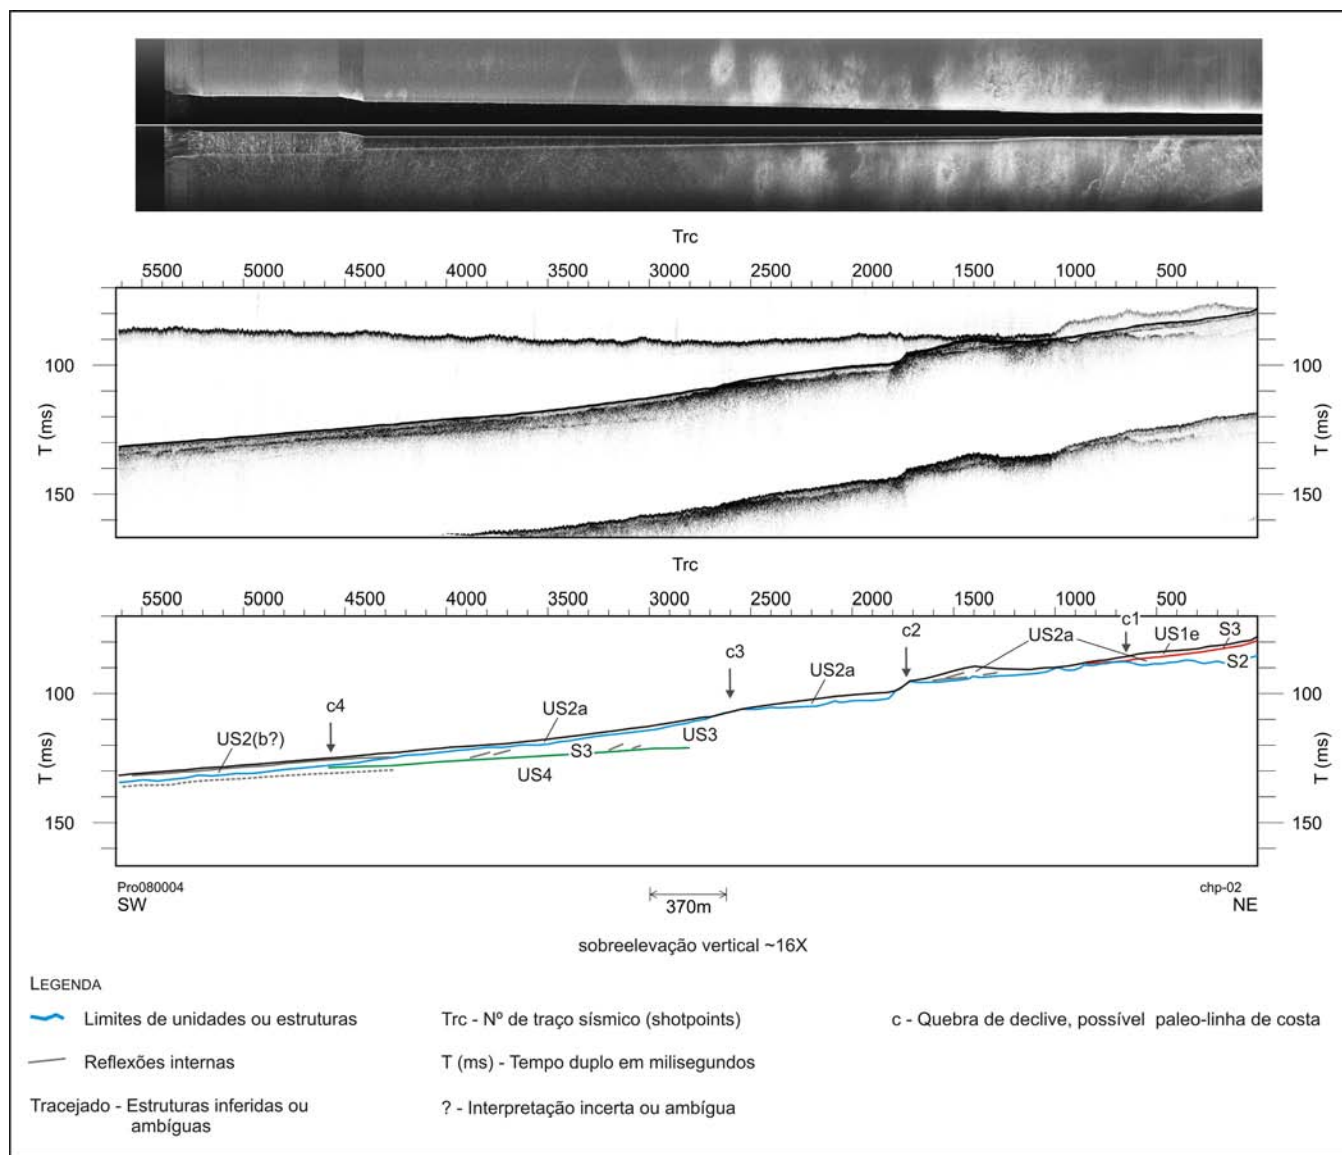 Trc
5500 5000 4500 4000 3500 3000 2500 2000 1500 1000 500
100 100
T (ms) T (ms)
150 150
Trc
5500 5000 4500 4000 3500 3000 2500 2000 1500 1000 500
c1
c2 US2a US1e S3
c3 S2
100 US2a 100
c4 US2a
US2(b?) US3
S3
T (ms) US4 T (ms)
150 150
Pro080004 chp-02
SW 370m NE
sobreelevação vertical ~16X
LEGENDA
Limites de unidades ou estruturas Trc - Nº de traço sísmico (shotpoints) c - Quebra de declive, possível paleo-linha de costa
Reflexões internas T (ms) - Tempo duplo em milisegundos
Tracejado - Estruturas inferidas ou ? - Interpretação incerta ou ambígua
ambíguas